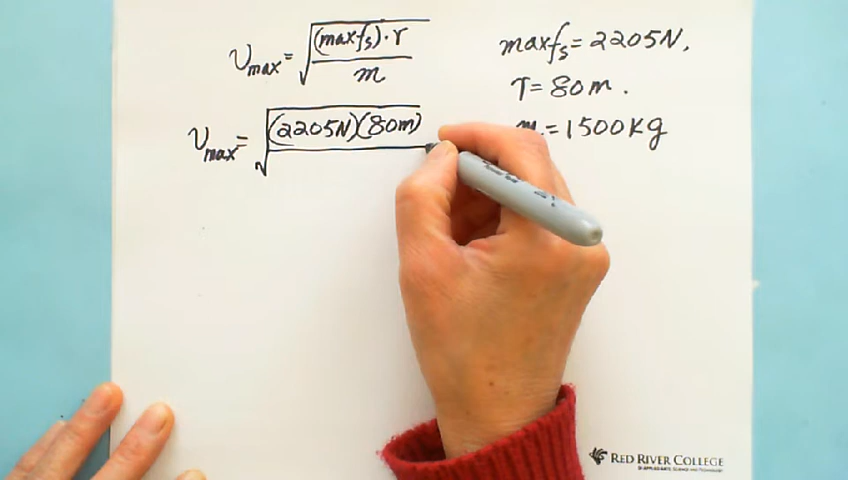 Vmax = √(max fs)·r / m
max fs = 2205N,
r = 80m.
Vmax = √(2205N)(80m)
m = 1500kg
RED RIVER COLLEGE